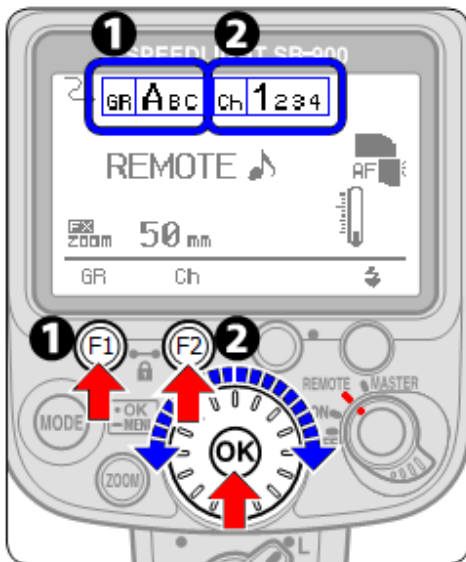 1 2
SPEEDLIGHT SB-900
GR A B C Ch 1 2 3 4
REMOTE
AF
FX
zoom 50 mm
GR Ch
1 F1 F2 2
REMOTE MASTER
MODE OK ON
MENU
OK
ZOOM
L